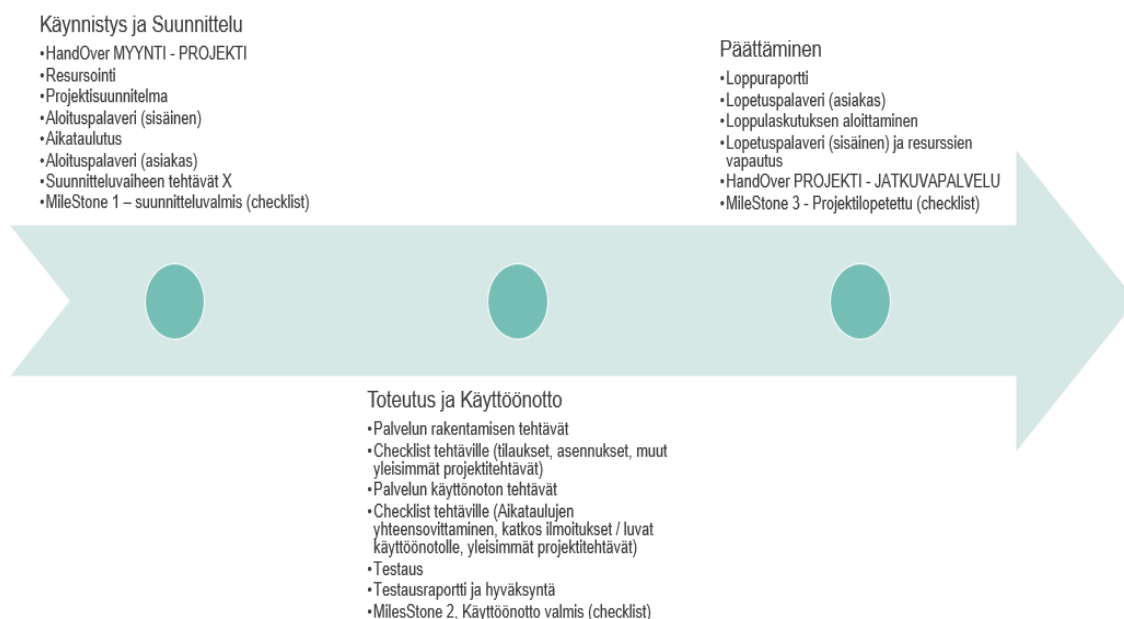 Käynnistys ja Suunnittelu
•HandOver MYYNTI - PROJEKTI
•Resursointi
•Projektisuunnitelma
•Aloituspalaveri (sisäinen)
•Aikataulutus
•Aloituspalaveri (asiakas)
•Suunnitteluvaiheen tehtävät X
•MileStone 1 – suunnitteluvalmis (checklist)
Päättäminen
•Loppuraportti
•Lopetuspalaveri (asiakas)
•Loppulaskutuksen aloittaminen
•Lopetuspalaveri (sisäinen) ja resurssien
vapautus
•HandOver PROJEKTI - JATKUVAPALVELU
•MileStone 3 - Projektilopetettu (checklist)
Toteutus ja Käyttöönotto
•Palvelun rakentamisen tehtävät
•Checklist tehtäville (tilaukset, asennukset, muut
yleisimmät projektitehtävät)
•Palvelun käyttönoton tehtävät
•Checklist tehtäville (Aikataulujen
yhteensovittaminen, katkos ilmoitukset / luvat
käyttöönotolle, yleisimmät projektitehtävät)
•Testaus
•Testausraportti ja hyväksyntä
•MilesStone 2, Käyttöönotto valmis (checklist)